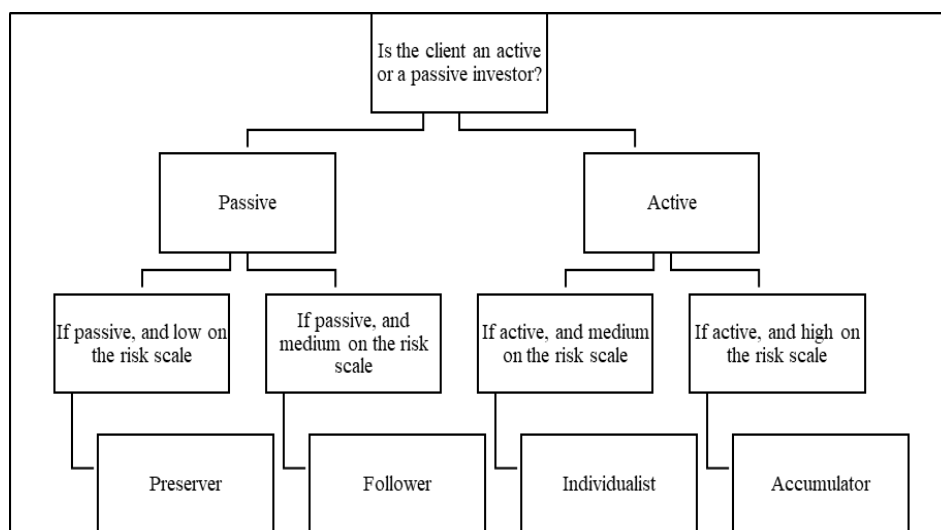 Is the client an active
or a passive investor?
Passive
Active
If passive, and low on
the risk scale
If passive, and
medium on the risk
scale
If active, and medium
on the risk scale
If active, and high on
the risk scale
Preserver
Follower
Individualist
Accumulator